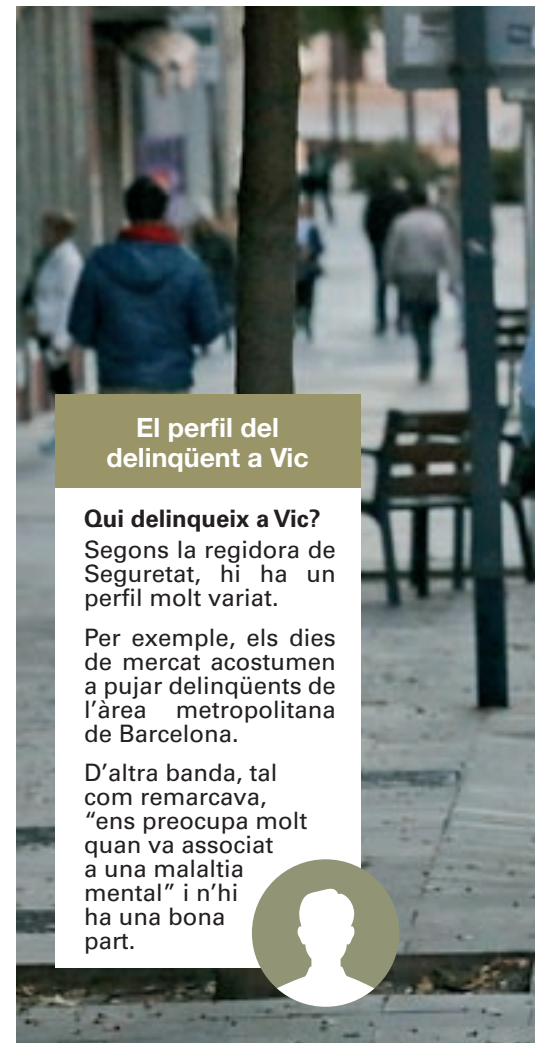 El perfil del
delinqüent a Vic
Qui delinqueix a Vic?
Segons la regidora de
Seguretat, hi ha un
perfil molt variat.
Per exemple, els dies
de mercat acostumen
a pujar delinqüents de
l’àrea metropolitana
de Barcelona.
D’altra banda, tal
com remarcava,
“ens preocupa molt
quan va associat
a una malaltia
mental” i n’hi
ha una bona
part.